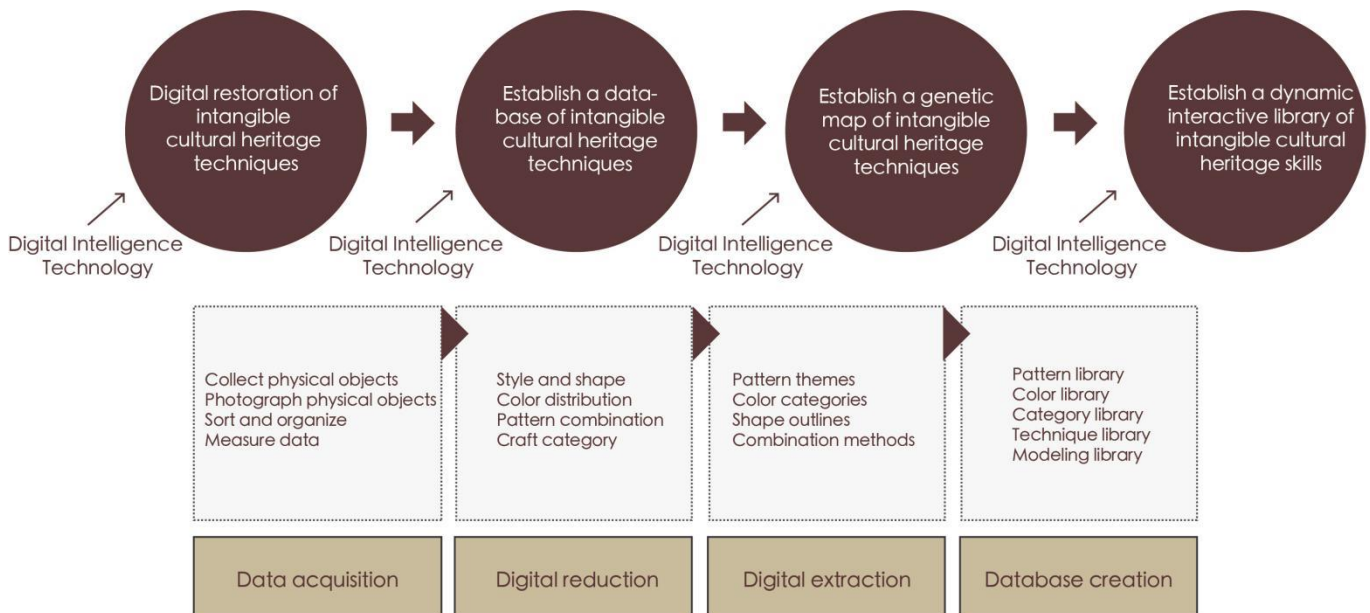 Digital restoration of
intangible
cultural heritage
techniques
Establish a data-
base of intangible
cultural heritage
techniques
Establish a genetic
map of intangible
cultural heritage
techniques
Establish a dynamic
interactive library of
intangible cultural
heritage skills
Digital Intelligence
Technology
Digital Intelligence
Technology
Digital Intelligence
Technology
Digital Intelligence
Technology
Collect physical objects
Photograph physical objects
Sort and organize
Measure data
Style and shape
Color distribution
Pattern combination
Craft category
Pattern themes
Color categories
Shape outlines
Combination methods
Pattern library
Color library
Category library
Technique library
Modeling library
Data acquisition
Digital reduction
Digital extraction
Database creation